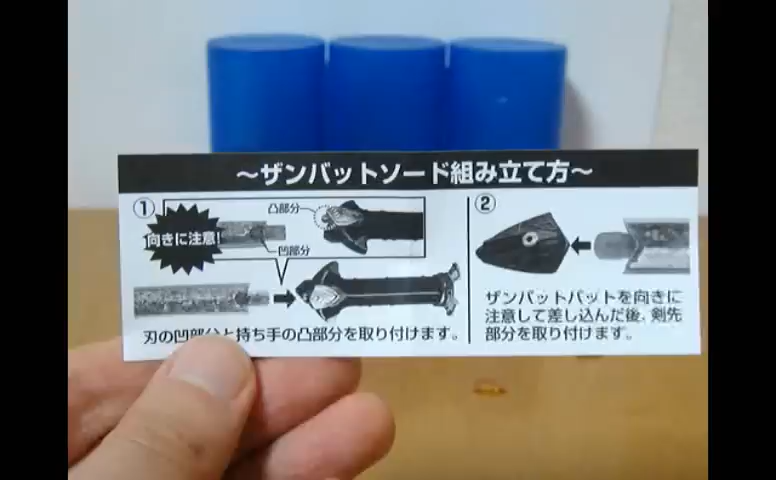 ～ザンバットソード組み立て方～
①
向きに注意!
凸部分
凹部分
刃の凹部分と持ち手の凸部分を取り付けます。
②
ザンバットバットを向きに
注意して差し込んだ後、剣先
部分を取り付けます。